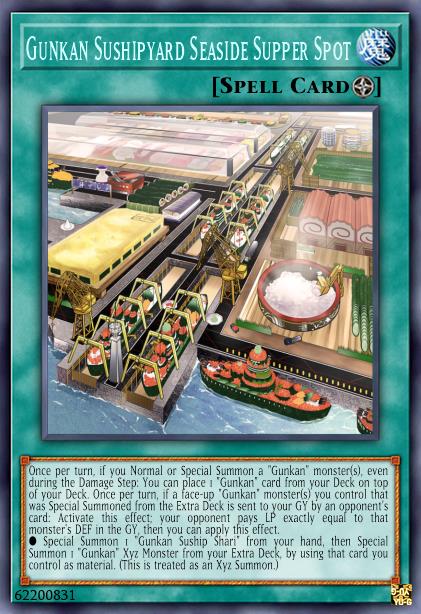 GUNKAN SUSHIPYARD SEASIDE SUPPER SPOT
[SPELL CARD]
Once per turn, if you Normal or Special Summon a "Gunkan" monster(s), even
during the Damage Step: You can place 1 "Gunkan" card from your Deck on top
of your Deck. Once per turn, if a face-up "Gunkan" monster(s) you control that
was Special Summoned from the Extra Deck is sent to your GY by an opponent's
card: Activate this effect; your opponent pays LP exactly equal to that
monster's DEF in the GY, then you can apply this effect.
● Special Summon 1 "Gunkan Suship Shari" from your hand, then Special
Summon 1 "Gunkan" Xyz Monster from your Extra Deck, by using that card you
control as material. (This is treated as an Xyz Summon.)
62200831